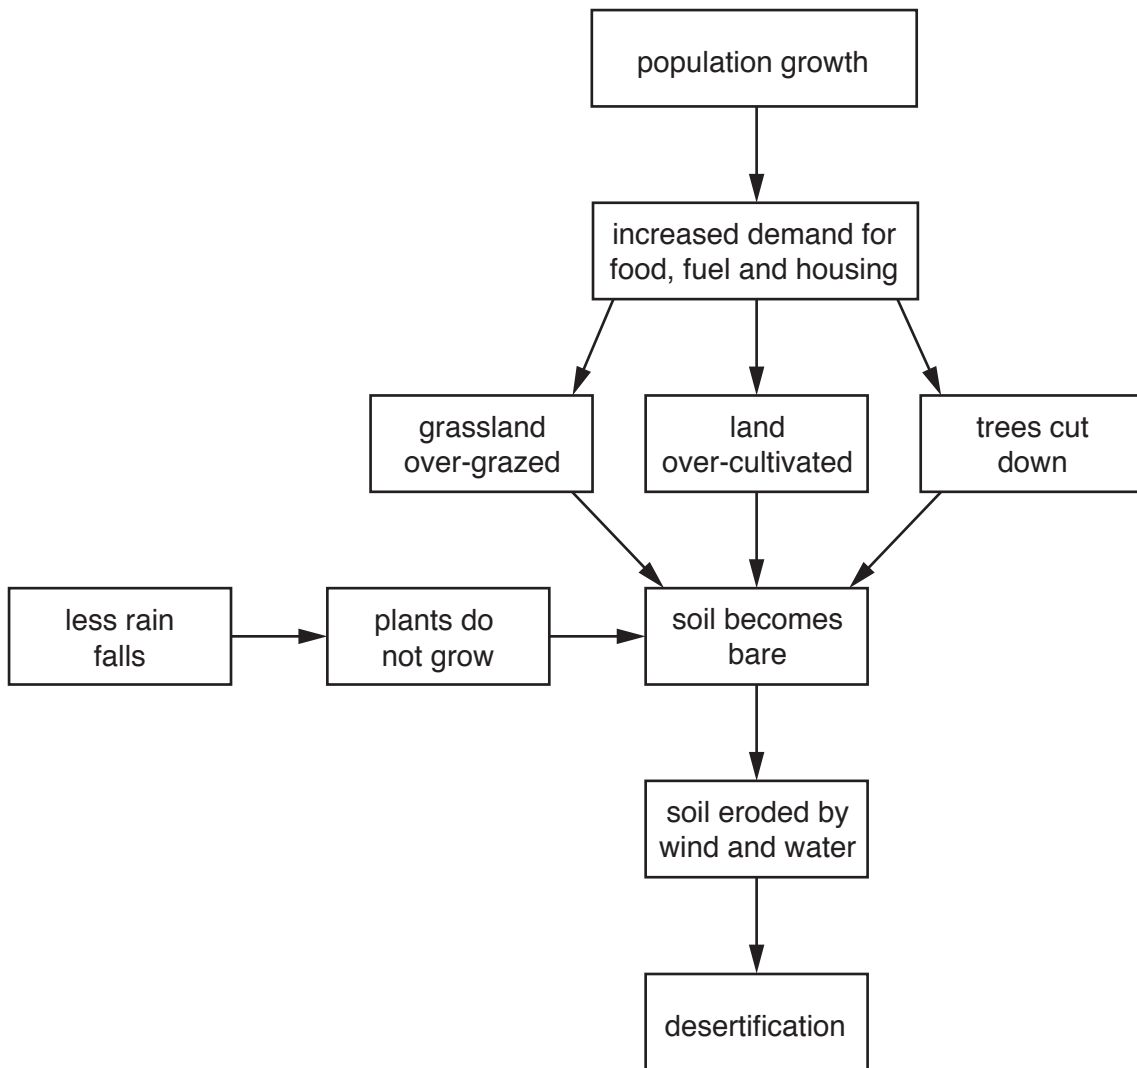 population growth
increased demand for
food, fuel and housing
grassland
over-grazed
land
over-cultivated
trees cut
down
less rain
falls
plants do
not grow
soil becomes
bare
soil eroded by
wind and water
desertification